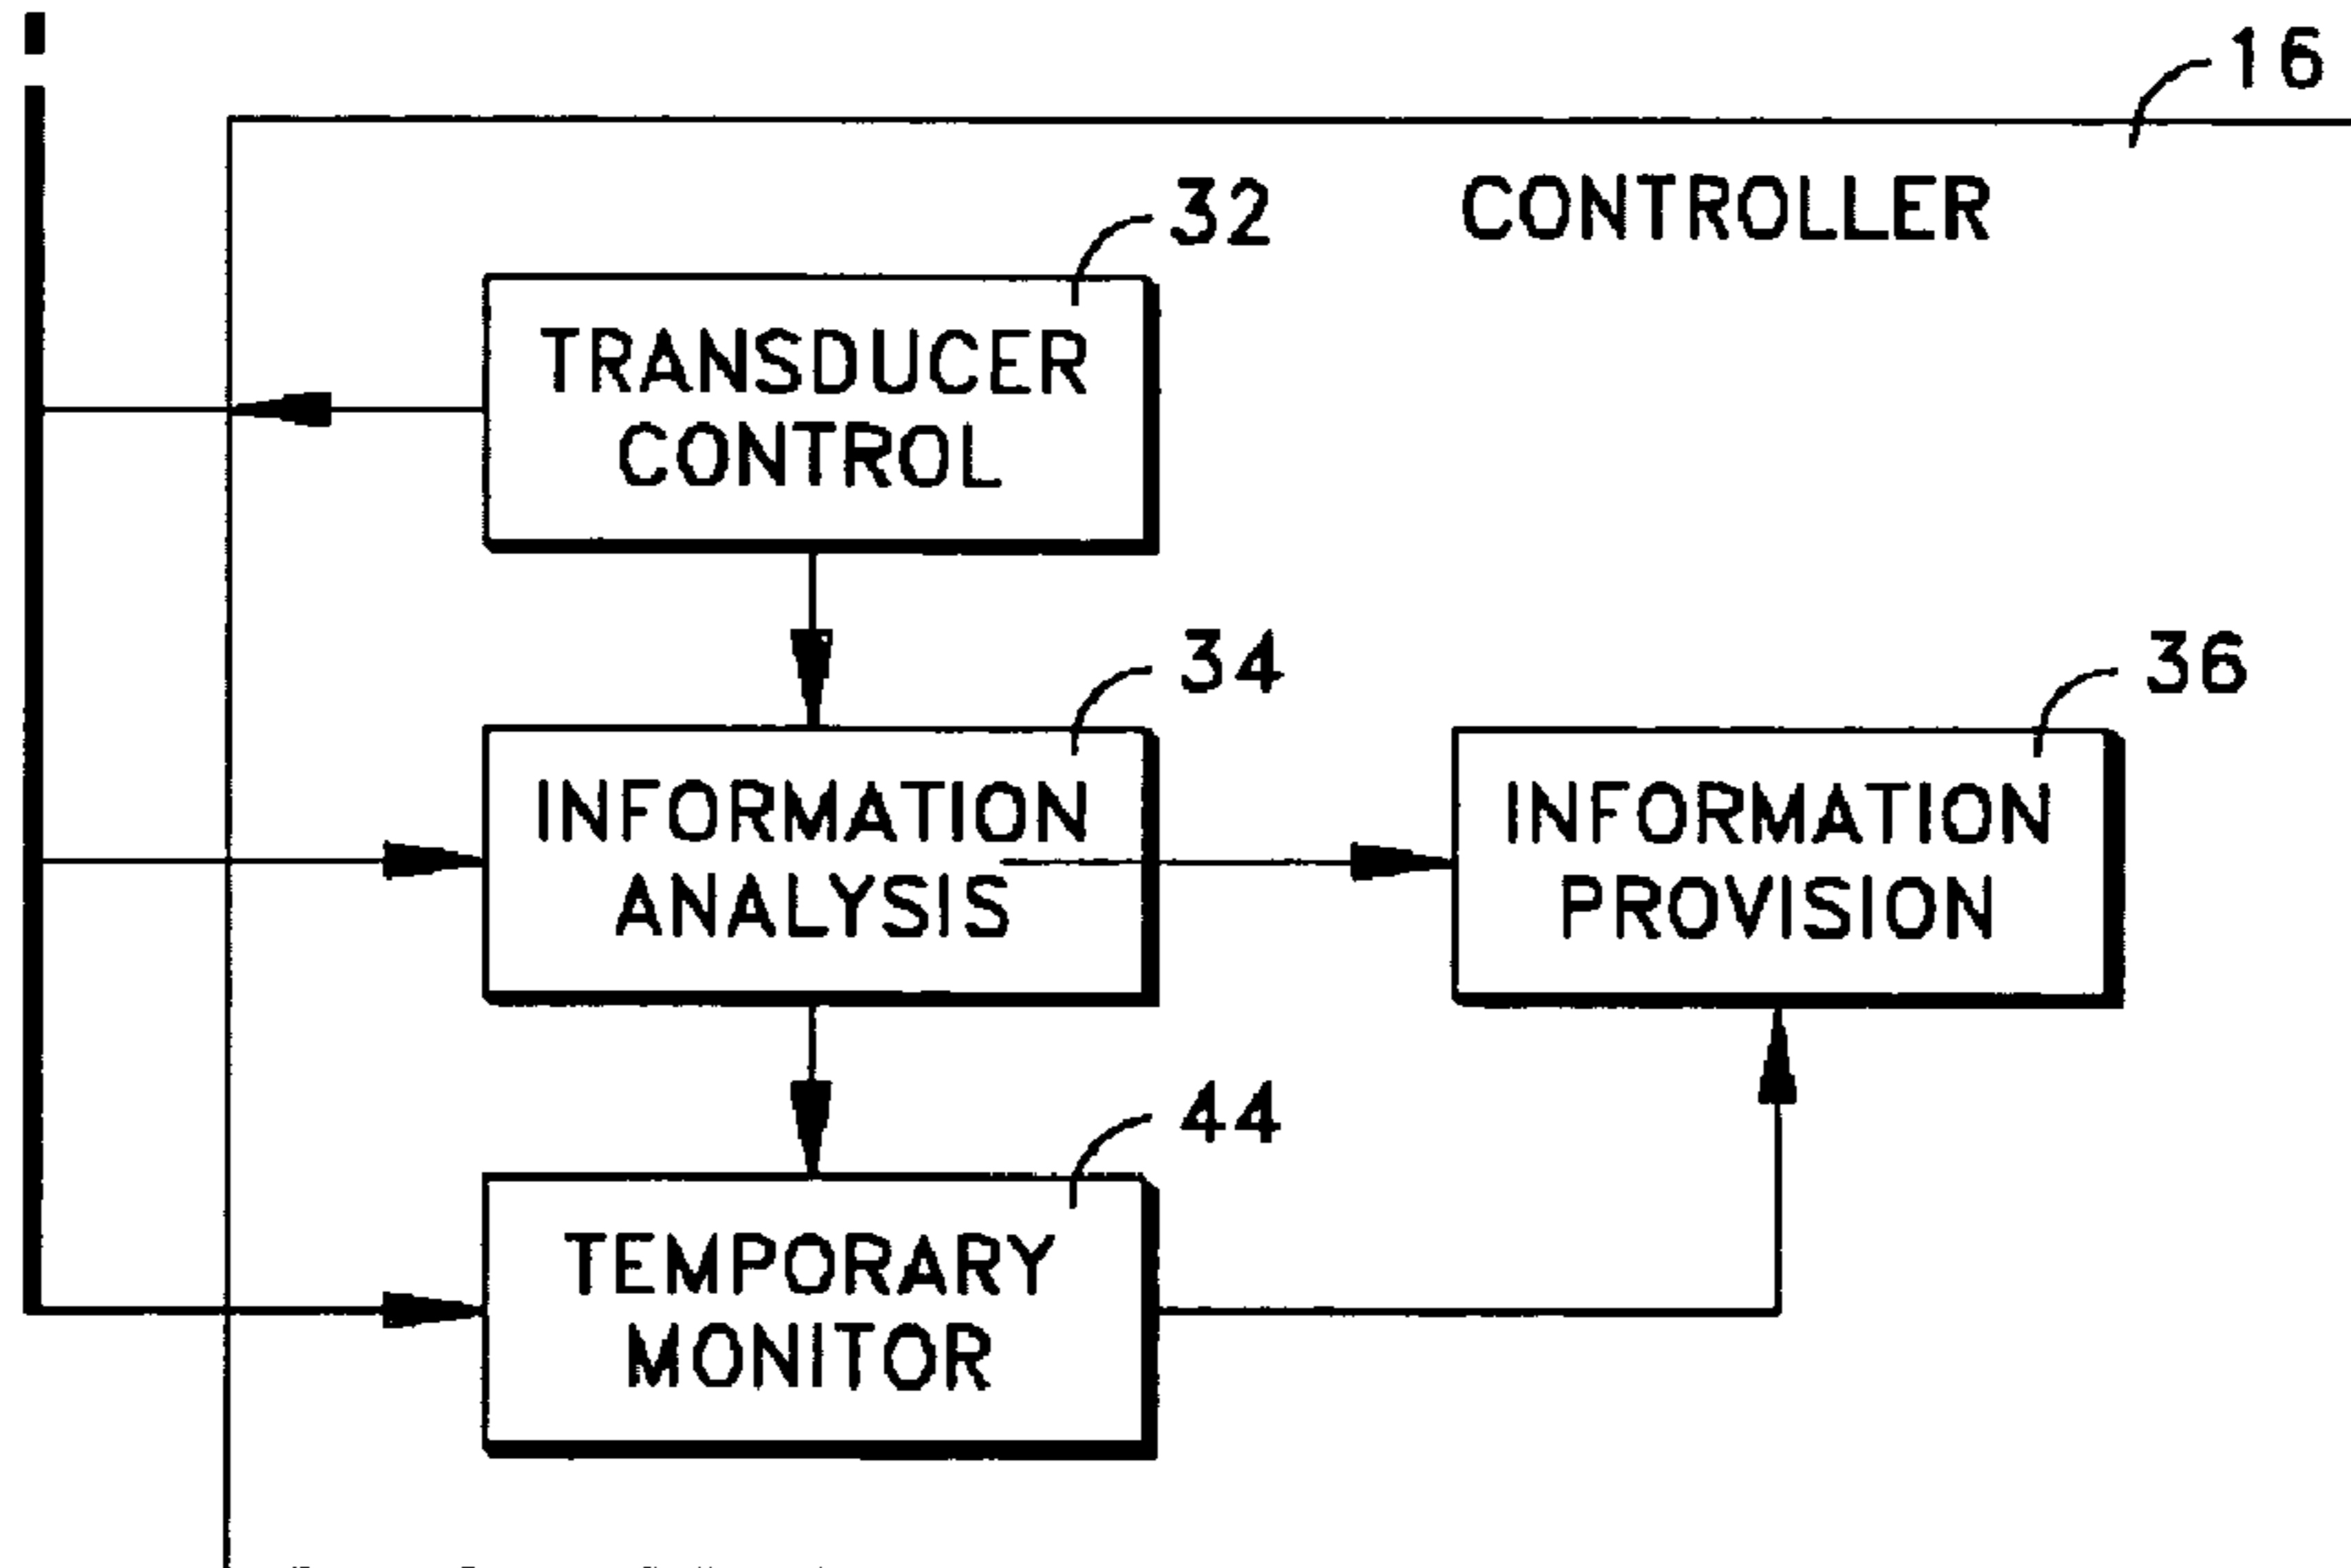 16
CONTROLLER
32
TRANSDUCER
CONTROL
34
INFORMATION
ANALYSIS
36
INFORMATION
PROVISION
44
TEMPORARY
MONITOR